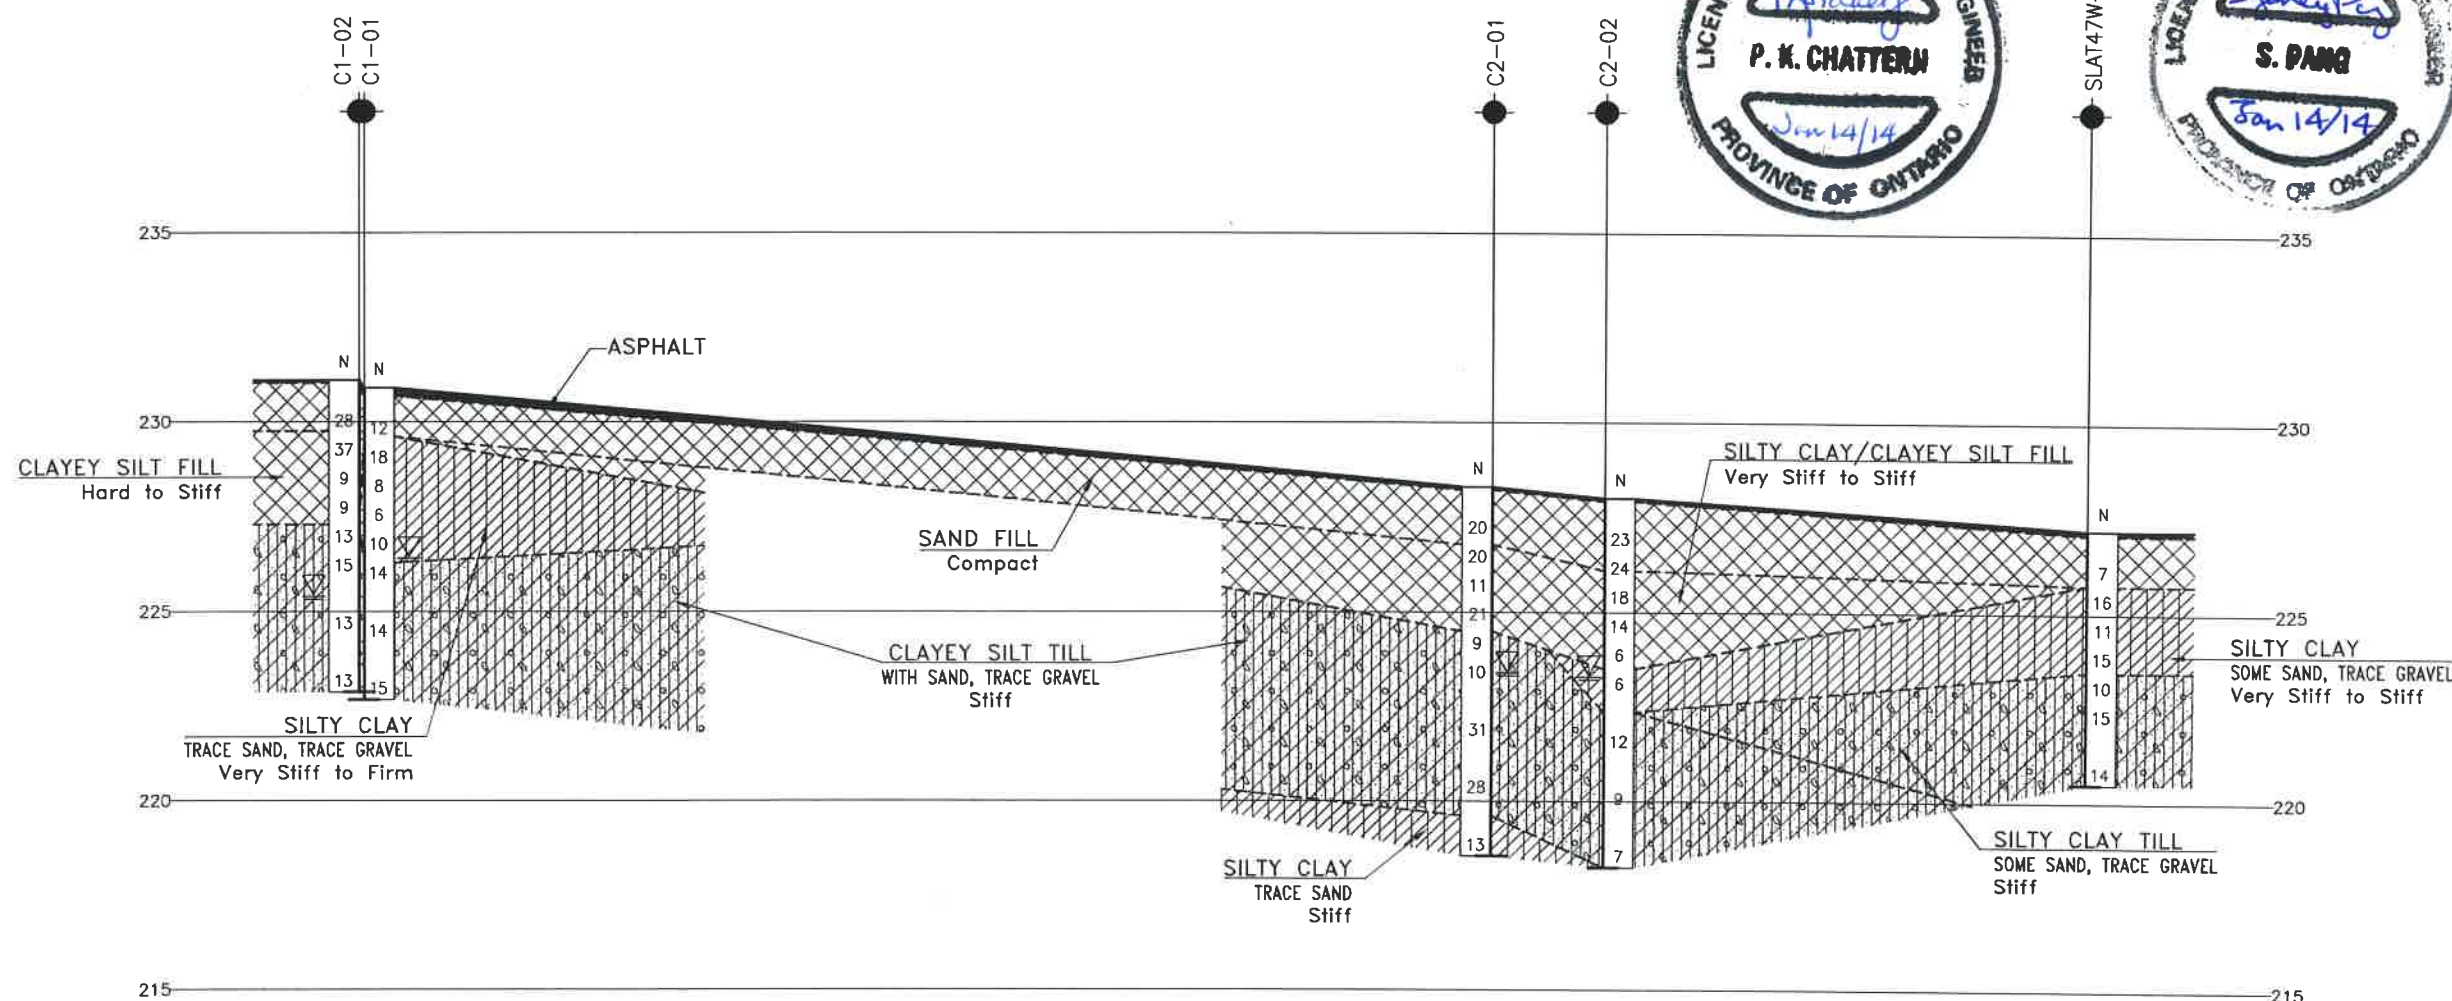 C1-02
C1-01
C2-01
C2-02
SLAT47W-
P. K. CHATTERJI
Jan 14/14
PROVINCE OF ONTARIO
S. PANG
Jan 14/14
PROVINCE OF ONTARIO
235
235
ASPHALT
N
N
N
N
N
230
230
28
37
9
9
13
15
13
13
12
18
8
6
10
14
14
15
CLAYEY SILT FILL
Hard to Stiff
SAND FILL
Compact
SILTY CLAY/CLAYEY SILT FILL
Very Stiff to Stiff
20
20
11
21
9
10
31
28
13
23
24
18
14
6
6
12
9
7
7
16
11
15
10
15
14
225
225
CLAYEY SILT TILL
WITH SAND, TRACE GRAVEL
Stiff
SILTY CLAY
SOME SAND, TRACE GRAVEL
Very Stiff to Stiff
SILTY CLAY
TRACE SAND, TRACE GRAVEL
Very Stiff to Firm
220
220
SILTY CLAY TILL
SOME SAND, TRACE GRAVEL
Stiff
SILTY CLAY
TRACE SAND
Stiff
215
215